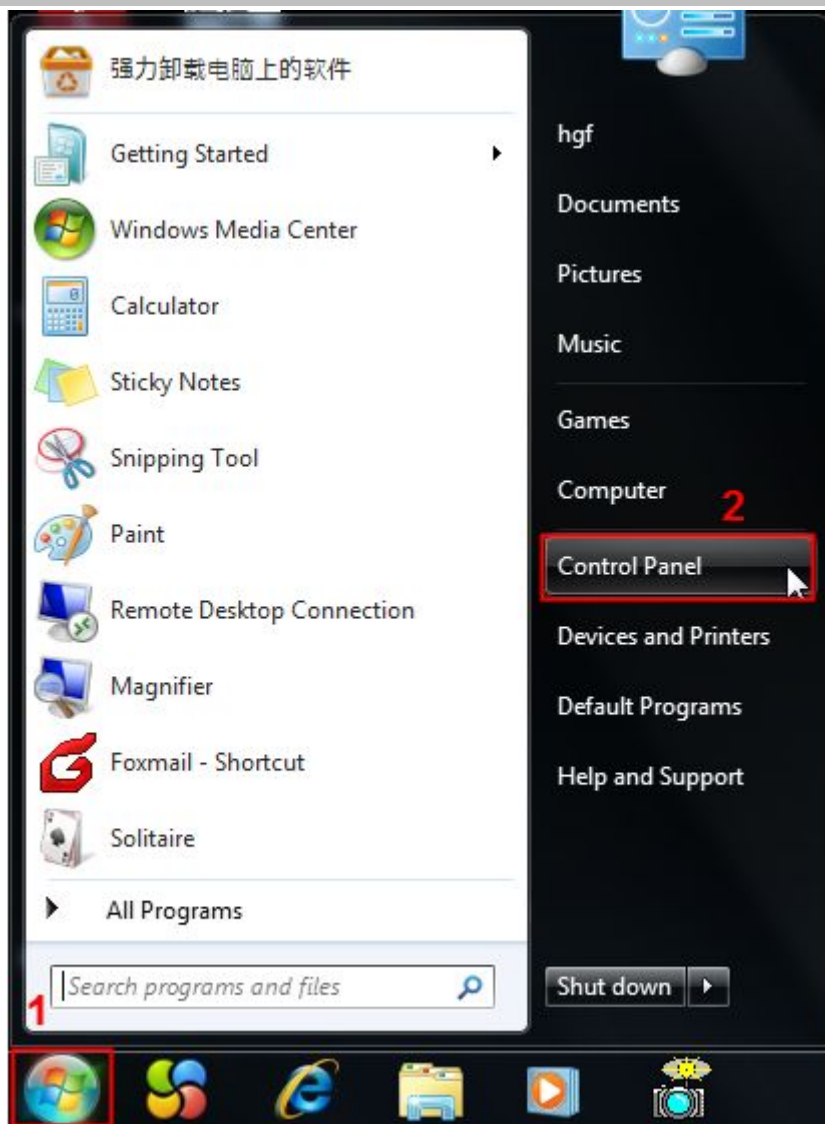 强力卸载电脑上的软件
Getting Started
Windows Media Center
Calculator
Sticky Notes
Snipping Tool
Paint
Remote Desktop Connection
Magnifier
Foxmail - Shortcut
Solitaire
All Programs
Search programs and files
1
hgf
Documents
Pictures
Music
Games
Computer
2
Control Panel
Devices and Printers
Default Programs
Help and Support
Shut down